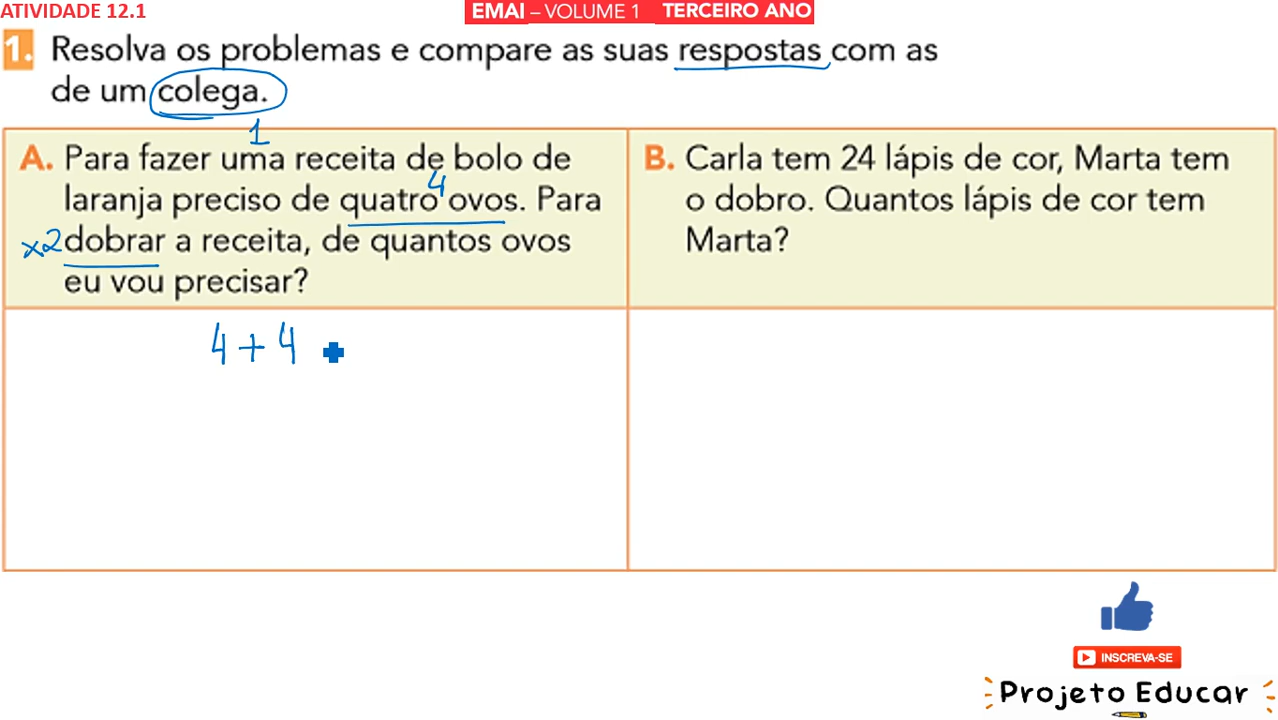 ATIVIDADE 12.1
EMAI – VOLUME 1 TERCEIRO ANO
1. Resolva os problemas e compare as suas respostas com as
de um colega.
1
A. Para fazer uma receita de bolo de
laranja preciso de quatro ovos. Para
4
x2 dobrar a receita, de quantos ovos
eu vou precisar?
4 + 4
B. Carla tem 24 lápis de cor, Marta tem
o dobro. Quantos lápis de cor tem
Marta?
INSCREVA-SE
Projeto Educar